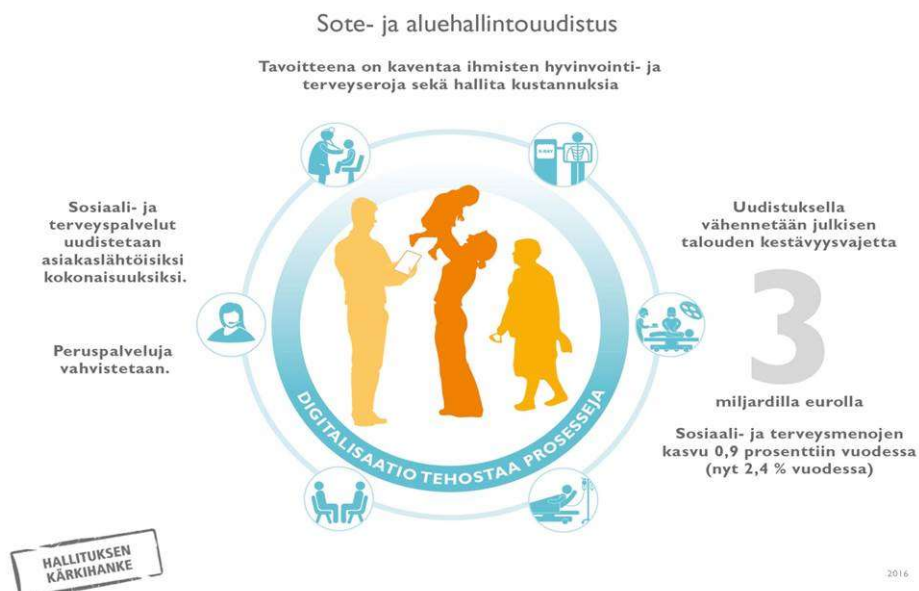 Sote- ja aluehallintouudistus
Tavoitteena on kaventaa ihmisten hyvinvointi- ja
terveyseroja sekä hallita kustannuksia
Sosiaali- ja
terveyspalvelut
uudistetaan
asiakaslähtöisiksi
kokonaisuuksiksi.
Peruspalveluja
vahvistetaan.
X-RAY
DIGITALISAATIO TEHOSTAA PROSESSEJA
Uudistuksella
vähennetään julkisen
talouden kestävyysvajetta
3
miljardilla eurolla
Sosiaali- ja terveysmenojen
kasvu 0,9 prosenttiin vuodessa
(nyt 2,4 % vuodessa)
HALLITUKSEN
KÄRKIHANKE
2016